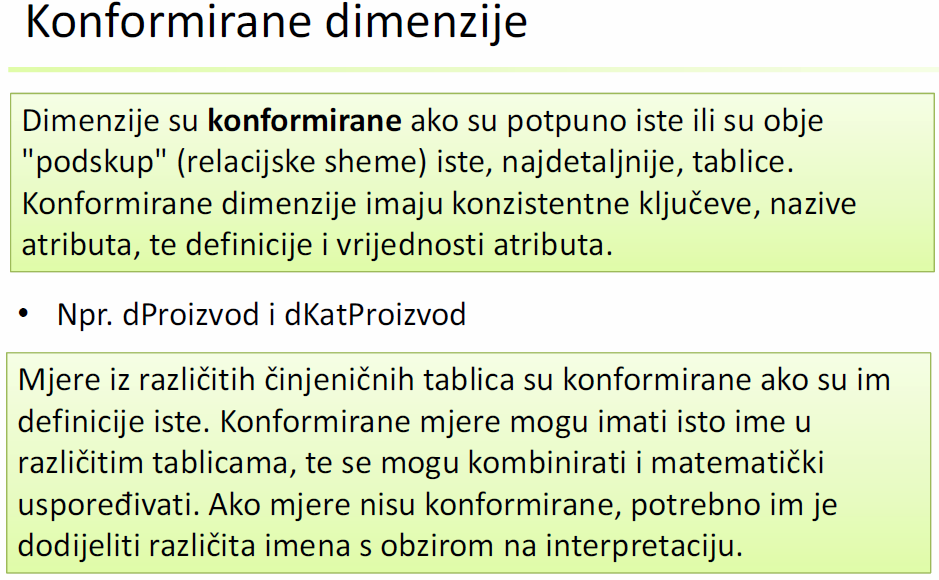 Konformirane dimenzije
Dimenzije su konformirane ako su potpuno iste ili su obje
"podskup" (relacijske sheme) iste, najdetaljnije, tablice.
Konformirane dimenzije imaju konzistentne ključeve, nazive
atributa, te definicije i vrijednosti atributa.
• Npr. dProizvod i dKatProizvod
Mjere iz različitih činjeničnih tablica su konformirane ako su im
definicije iste. Konformirane mjere mogu imati isto ime u
različitim tablicama, te se mogu kombinirati i matematički
uspoređivati. Ako mjere nisu konformirane, potrebno im je
dodijeliti različita imena s obzirom na interpretaciju.